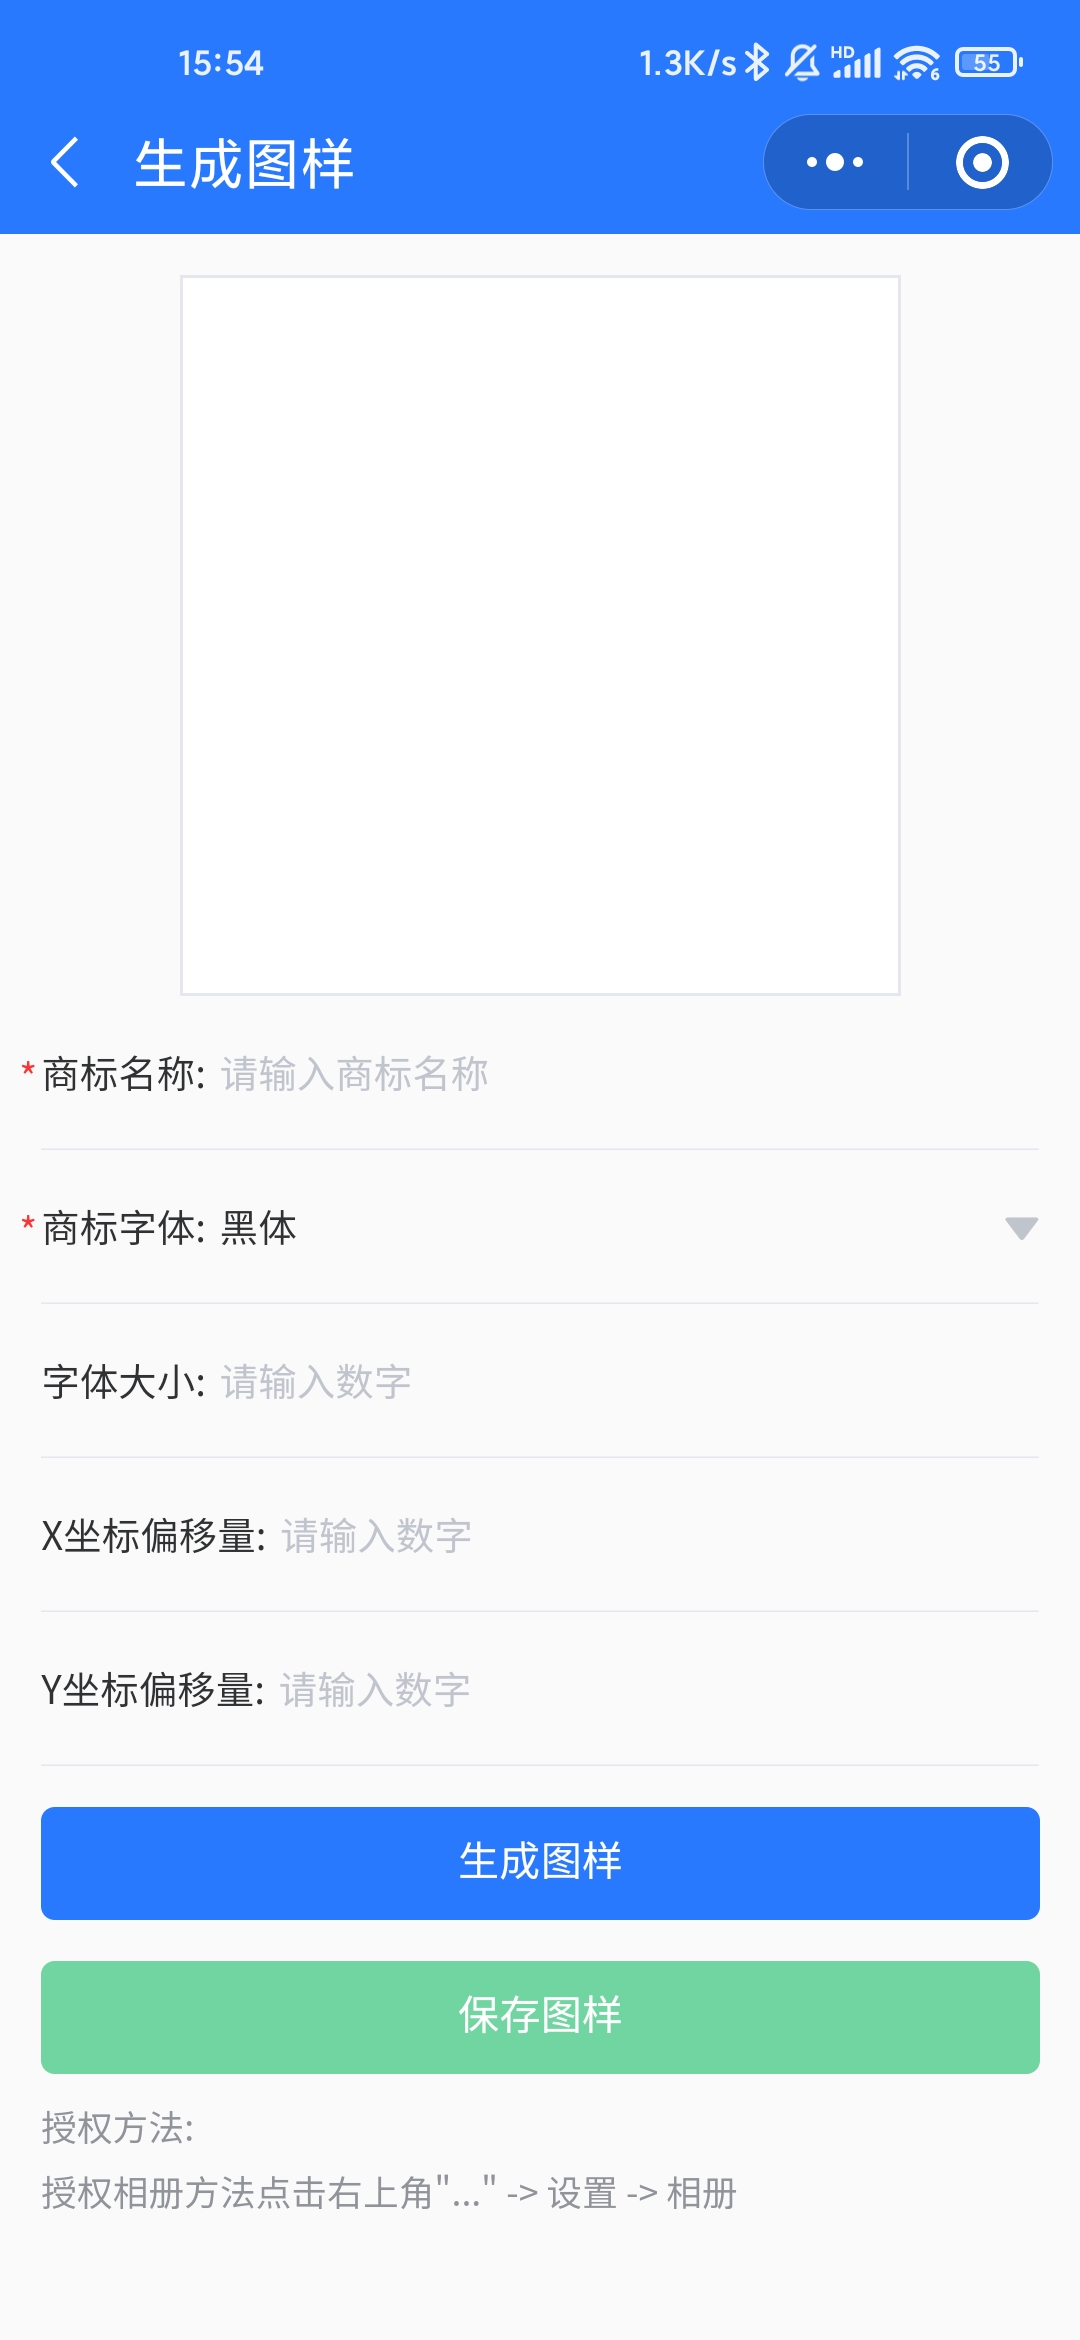 15:54
1.3K/s HD 6 55
生成图样
* 商标名称: 请输入商标名称
* 商标字体: 黑体
字体大小: 请输入数字
X坐标偏移量: 请输入数字
Y坐标偏移量: 请输入数字
生成图样
保存图样
授权方法:
授权相册方法点击右上角"..." -> 设置 -> 相册